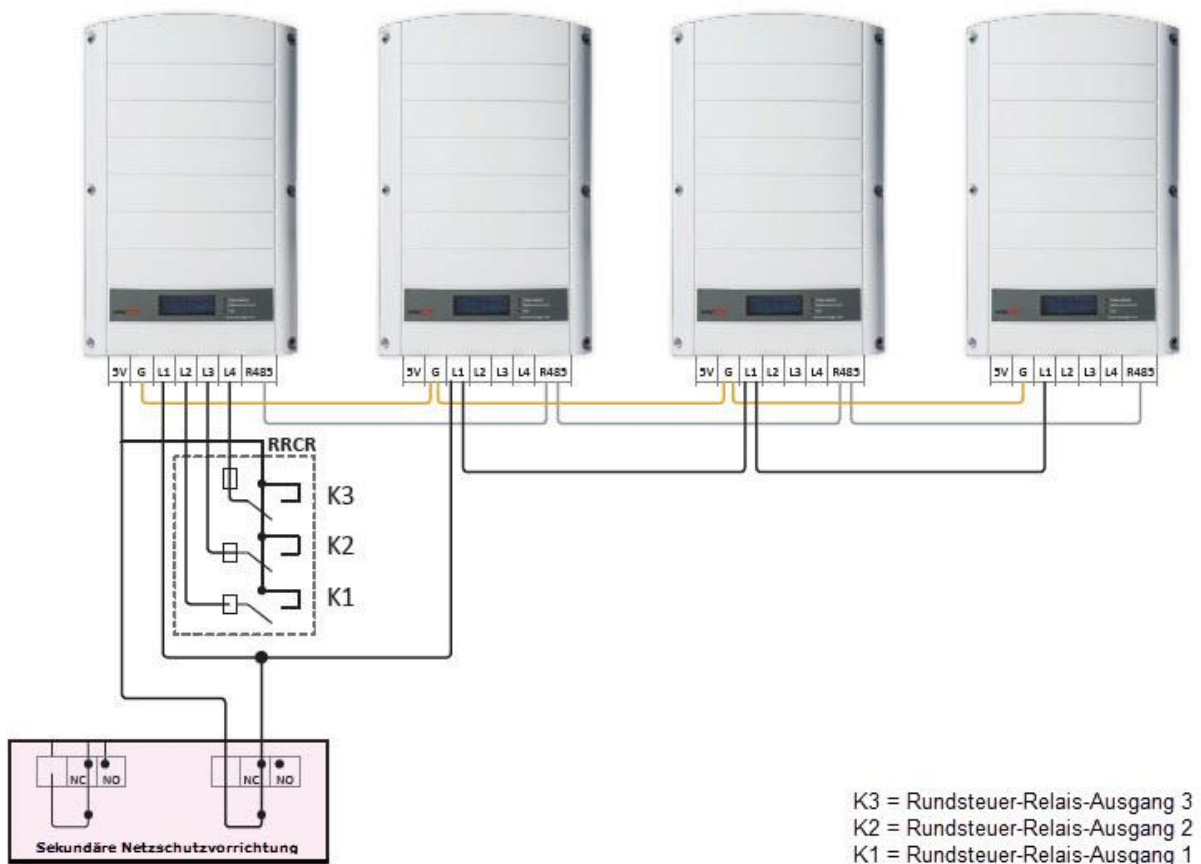 5V G L1 L2 L3 L4 R485
5V G L1 L2 L3 L4 R485
5V G L1 L2 L3 L4 R485
5V G L1 L2 L3 L4 R485
RRCR
K3
K2
K1
NC NO
NC NO
Sekundäre Netzschutzvorrichtung
K3 = Rundsteuer-Relais-Ausgang 3
K2 = Rundsteuer-Relais-Ausgang 2
K1 = Rundsteuer-Relais-Ausgang 1